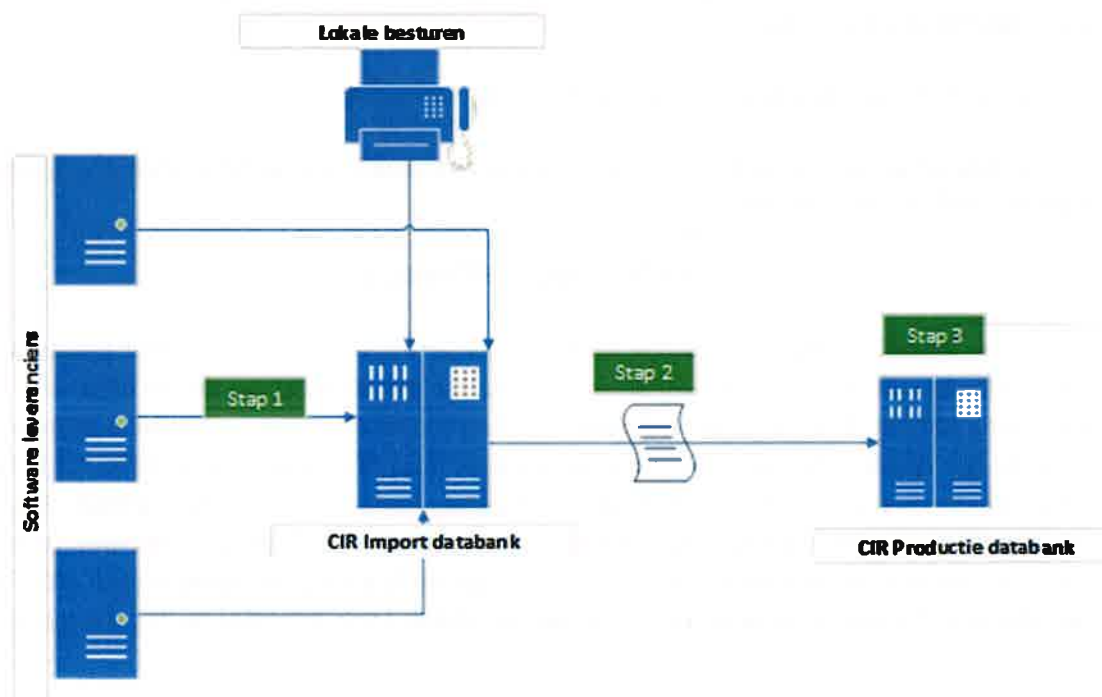 Lokale besturen
Software leveranciers
Stap 1
Stap 2
Stap 3
CIR Import databank
CIR Productie databank